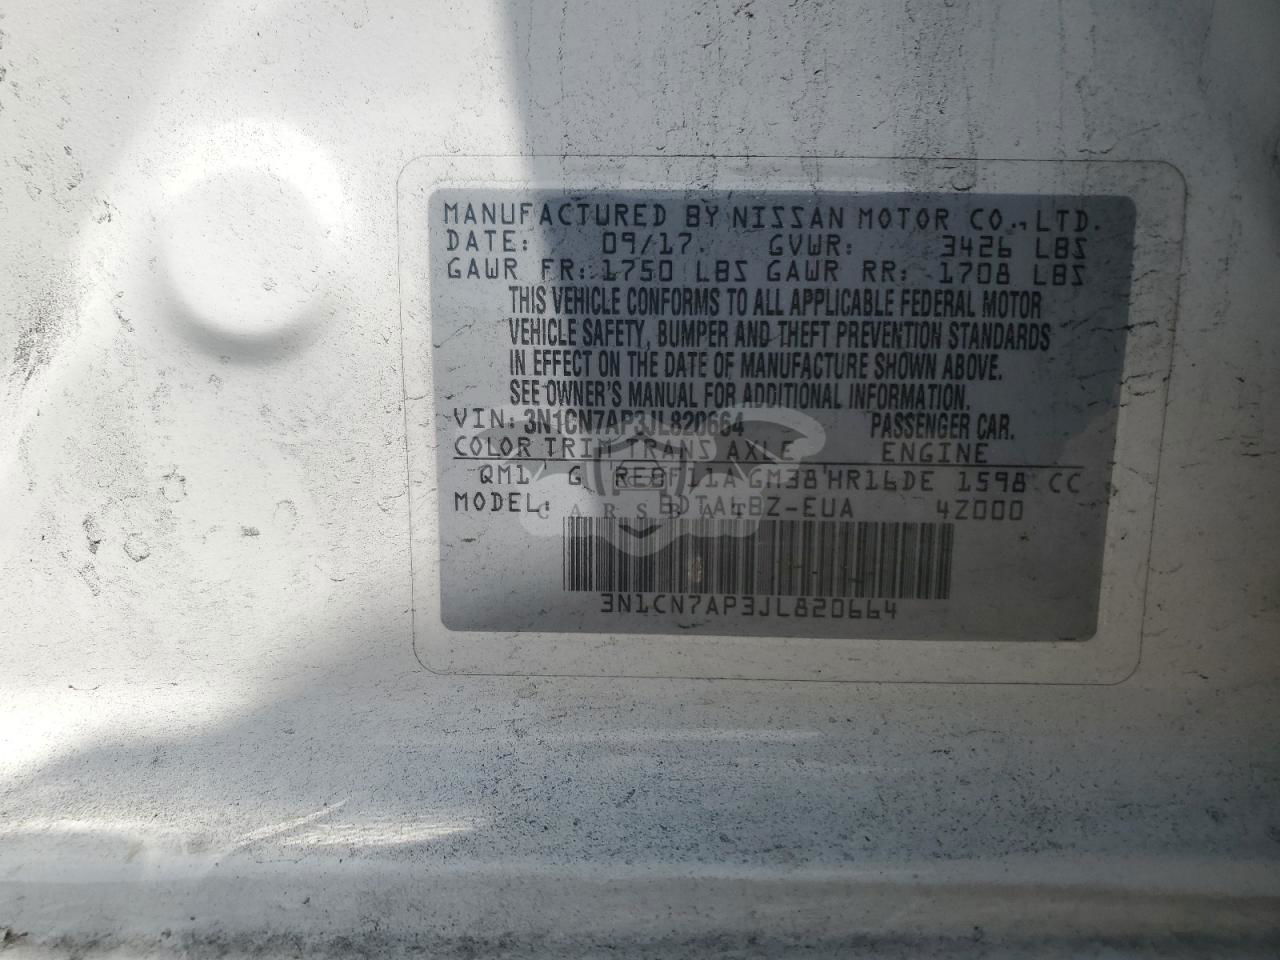 MANUFACTURED BY NISSAN MOTOR CO., LTD.
DATE: 09/17. GVWR: 3426 LBS
GAWR FR: 1750 LBS GAWR RR: 1708 LBS
THIS VEHICLE CONFORMS TO ALL APPLICABLE FEDERAL MOTOR
VEHICLE SAFETY, BUMPER AND THEFT PREVENTION STANDARDS
IN EFFECT ON THE DATE OF MANUFACTURE SHOWN ABOVE.
SEE OWNER'S MANUAL FOR ADDITIONAL INFORMATION.
VIN: 3N1CN7AP3JL820664 PASSENGER CAR.
COLOR TRIM TRANS AXLE ENGINE
QM1 G RE0F11A GM38 HR16DE 1598 CC
MODEL: BDTALBZ-EUA 4Z000
CARSBAT
3N1CN7AP3JL820664